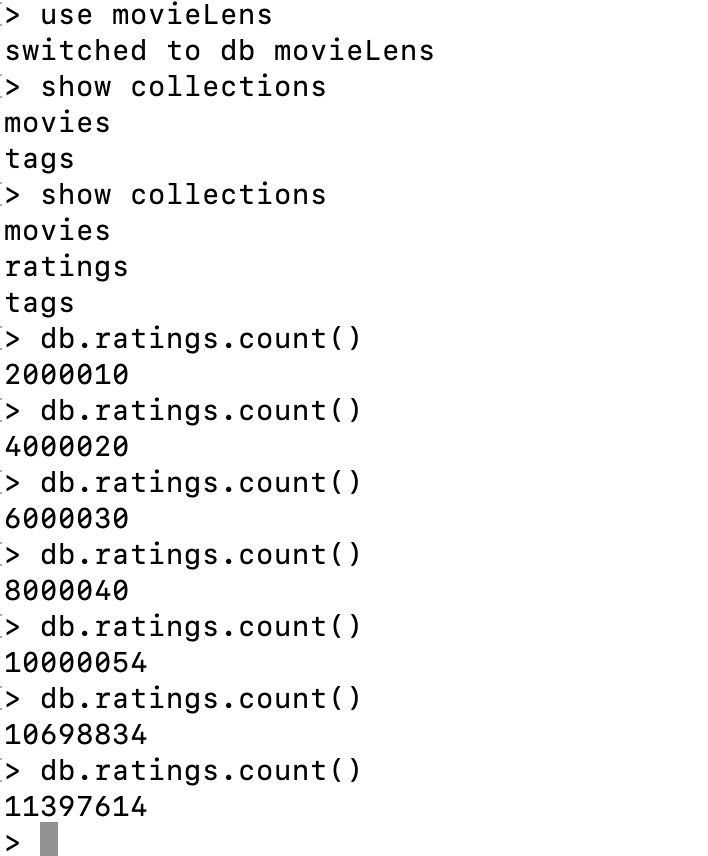 > use movieLens
switched to db movieLens
> show collections
movies
tags
> show collections
movies
ratings
tags
> db.ratings.count()
2000010
> db.ratings.count()
4000020
> db.ratings.count()
6000030
> db.ratings.count()
8000040
> db.ratings.count()
10000054
> db.ratings.count()
10698834
> db.ratings.count()
11397614
>